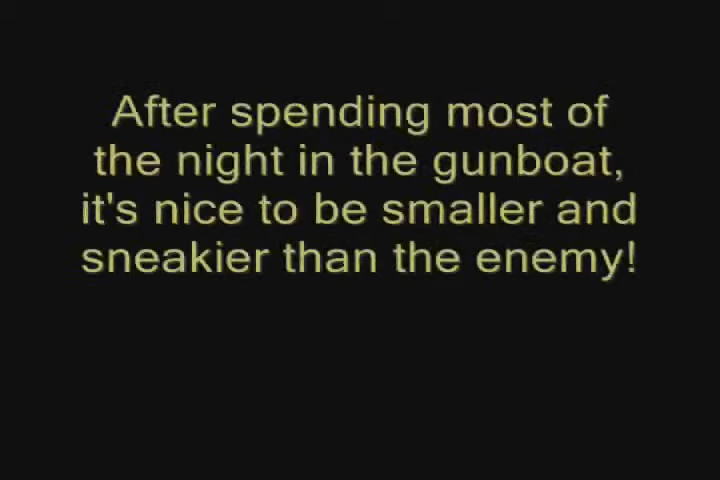 After spending most of
the night in the gunboat,
it's nice to be smaller and
sneakier than the enemy!